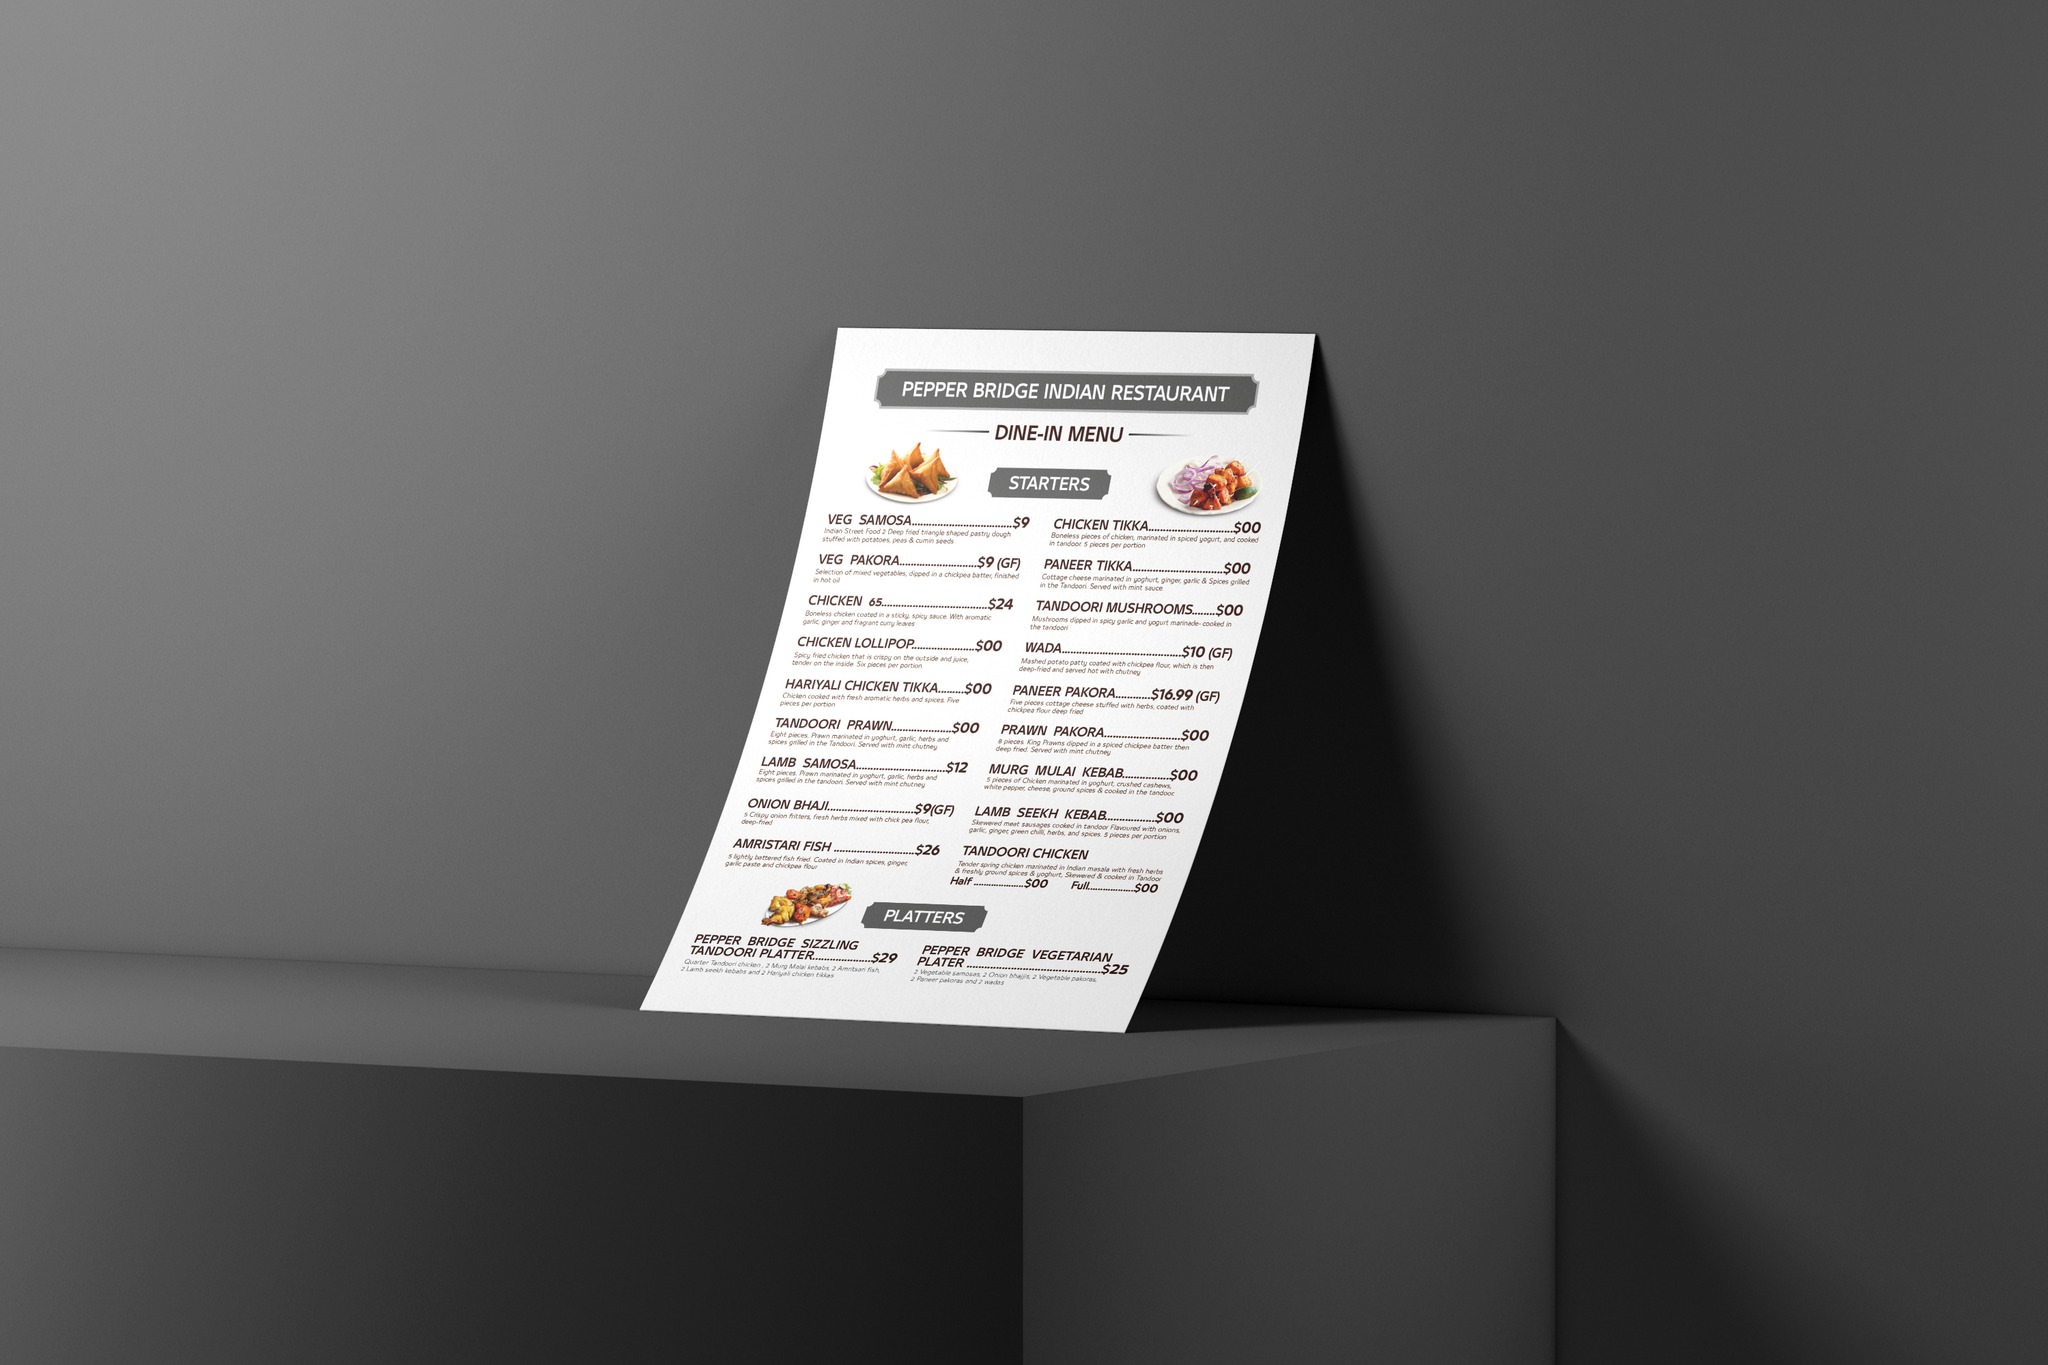 PEPPER BRIDGE INDIAN RESTAURANT
DINE-IN MENU
STARTERS
VEG SAMOSA..............................$9
Indian Street Food 2 Deep fried triangle shaped pastry dough
stuffed with potatoes, peas & cumin seeds
VEG PAKORA.......................$9 (GF)
Selection of mixed vegetables, dipped in a chickpea batter, finished
in hot oil
CHICKEN 65................................$24
Boneless chicken coated in a sticky, spicy sauce. With aromatic
garlic, ginger and fragrant curry leaves
CHICKEN LOLLIPOP..................$00
Spicy fried chicken that is crispy on the outside and juice,
tender on the inside. Six pieces per portion
HARIYALI CHICKEN TIKKA........$00
Chicken cooked with fresh aromatic herbs and spices. Five
pieces per portion
TANDOORI PRAWN..................$00
Eight pieces. Prawn marinated in yoghurt, garlic, herbs and
spices grilled in the Tandoori. Served with mint chutney
LAMB SAMOSA...........................$12
Eight pieces. Prawn marinated in yoghurt, garlic, herbs and
spices grilled in the tandoori. Served with mint chutney
ONION BHAJI..........................$9(GF)
5 Crispy onion fritters, fresh herbs mixed with chick pea flour,
deep-fried
AMRISTARI FISH ........................$26
5 lightly battered fish fried. Coated in Indian spices, ginger,
garlic paste and chickpea flour
CHICKEN TIKKA..........................$00
Boneless pieces of chicken, marinated in spiced yogurt, and cooked
in tandoor. 5 pieces per portion
PANEER TIKKA...........................$00
Cottage cheese marinated in yoghurt, ginger, garlic & Spices grilled
in the Tandoori. Served with mint sauce
TANDOORI MUSHROOMS.......$00
Mushrooms dipped in spicy garlic and yogurt marinade- cooked in
the tandoori
WADA....................................$10 (GF)
Mashed potato patty coated with chickpea flour, which is then
deep-fried and served hot with chutney
PANEER PAKORA...........$16.99 (GF)
Five pieces cottage cheese stuffed with herbs, coated with
chickpea flour deep fried
PRAWN PAKORA........................$00
8 pieces. King Prawns dipped in a spiced chickpea batter then
deep fried. Served with mint chutney
MURG MULAI KEBAB..............$00
5 pieces of Chicken marinated in yoghurt, crushed cashews,
white pepper, cheese, ground spices & cooked in the tandoor.
LAMB SEEKH KEBAB...............$00
Skewered meat sausages cooked in tandoor Flavoured with onions,
garlic, ginger, green chilli, herbs, and spices. 5 pieces per portion
TANDOORI CHICKEN
Tender spring chicken marinated in Indian masala with fresh herbs
& freshly ground spices & yoghurt, Skewered & cooked in Tandoor
Half .....................$00 Full...................$00
PLATTERS
PEPPER BRIDGE SIZZLING
TANDOORI PLATTER.................$29
Quarter Tandoori chicken , 2 Murg Malai kebabs, 2 Amritsari fish,
2 Lamb seekh kebabs and 2 Hariyali chicken tikkas
PEPPER BRIDGE VEGETARIAN
PLATER ........................................$25
2 Vegetable samosas, 2 Onion bhajjis, 2 Vegetable pakoras,
2 Paneer pakoras and 2 wadas